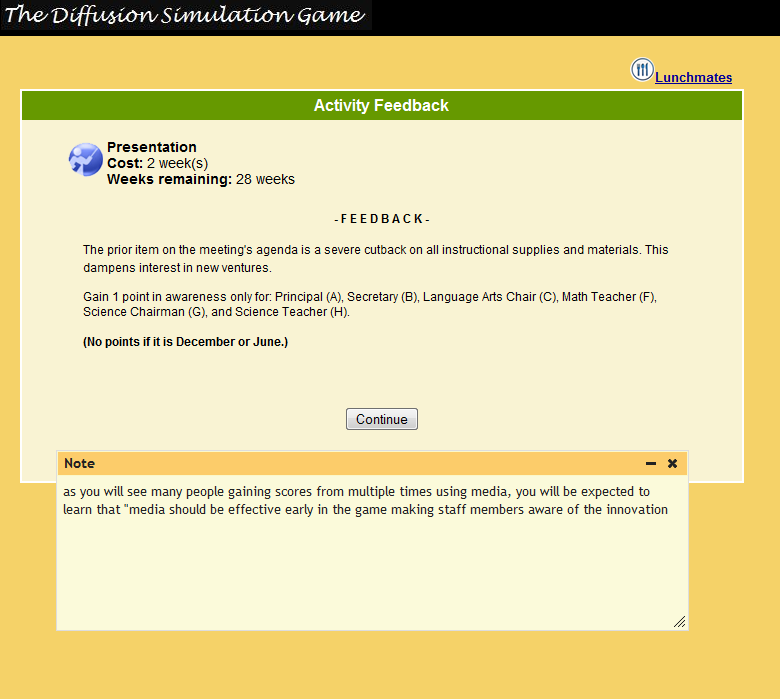 The Diffusion Simulation Game
Lunchmates
Activity Feedback
Presentation
Cost: 2 week(s)
Weeks remaining: 28 weeks
- F E E D B A C K -
The prior item on the meeting's agenda is a severe cutback on all instructional supplies and materials. This
dampens interest in new ventures.
Gain 1 point in awareness only for: Principal (A), Secretary (B), Language Arts Chair (C), Math Teacher (F),
Science Chairman (G), and Science Teacher (H).
(No points if it is December or June.)
Continue
Note
as you will see many people gaining scores from multiple times using media, you will be expected to
learn that "media should be effective early in the game making staff members aware of the innovation